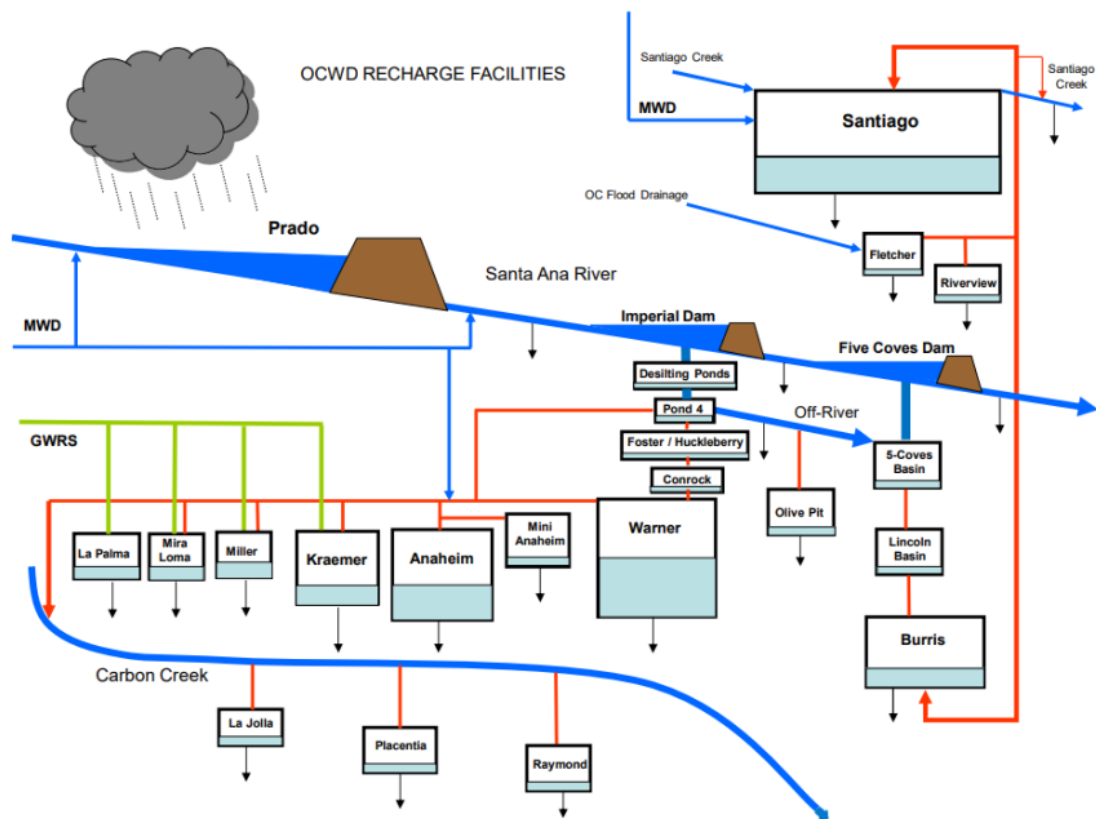 OCWD RECHARGE FACILITIES
Santiago Creek
Santiago
Creek
MWD
Santiago
OC Flood Drainage
Prado
Fletcher
Santa Ana River
Riverview
MWD
Imperial Dam
Five Coves Dam
Desilting Ponds
Pond 4
Off-River
GWRS
Foster / Huckleberry
5-Coves
Basin
Conrock
Warner
Olive Pit
Mini
Anaheim
La Palma
Mira
Loma
Miller
Kraemer
Anaheim
Lincoln
Basin
Burris
Carbon Creek
La Jolla
Placentia
Raymond